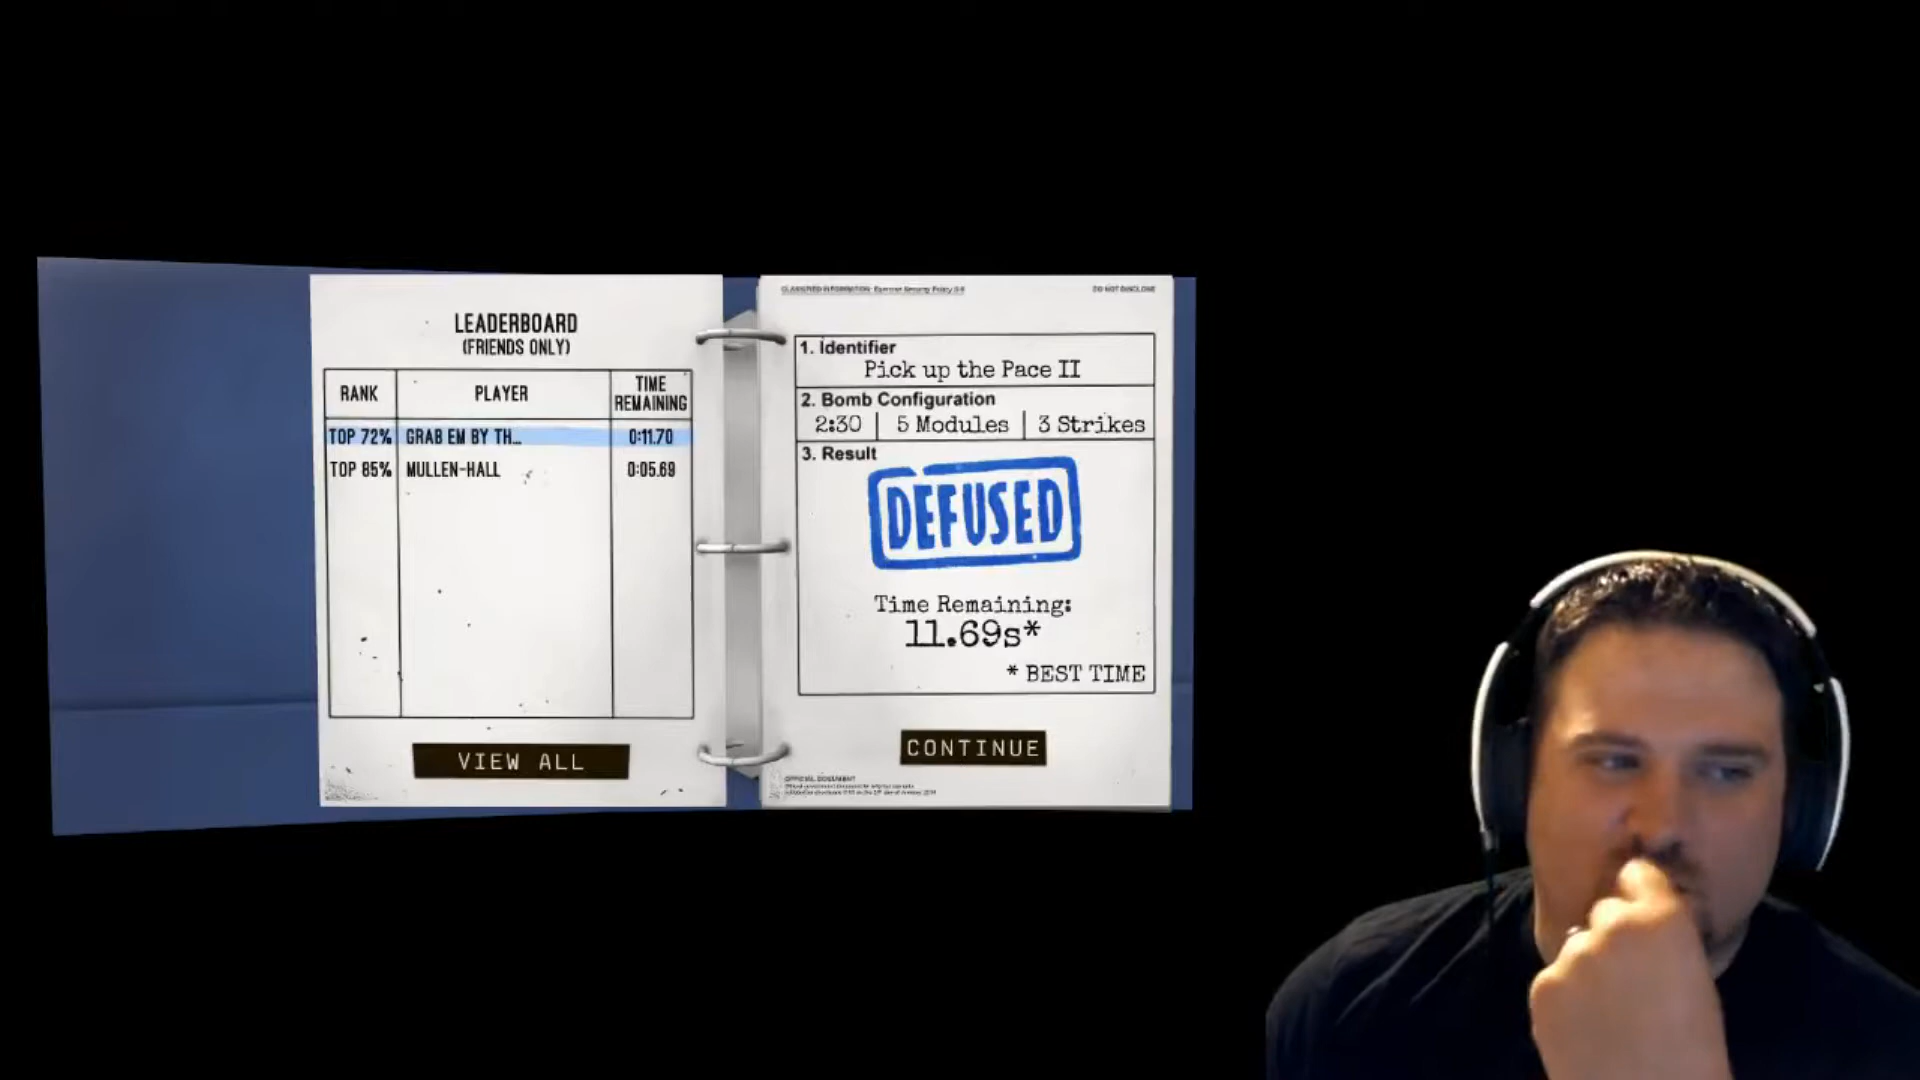 LEADERBOARD
(FRIENDS ONLY)
RANK PLAYER TIME REMAINING
TOP 72% GRAB EM BY TH... 0:11.70
TOP 85% MULLEN-HALL 0:05.69
VIEW ALL
DO NOT DISCLOSE
1. Identifier
Pick up the Pace II
2. Bomb Configuration
2:30 5 Modules 3 Strikes
3. Result
DEFUSED
Time Remaining:
11.69s*
* BEST TIME
CONTINUE
OFFICIAL DOCUMENT